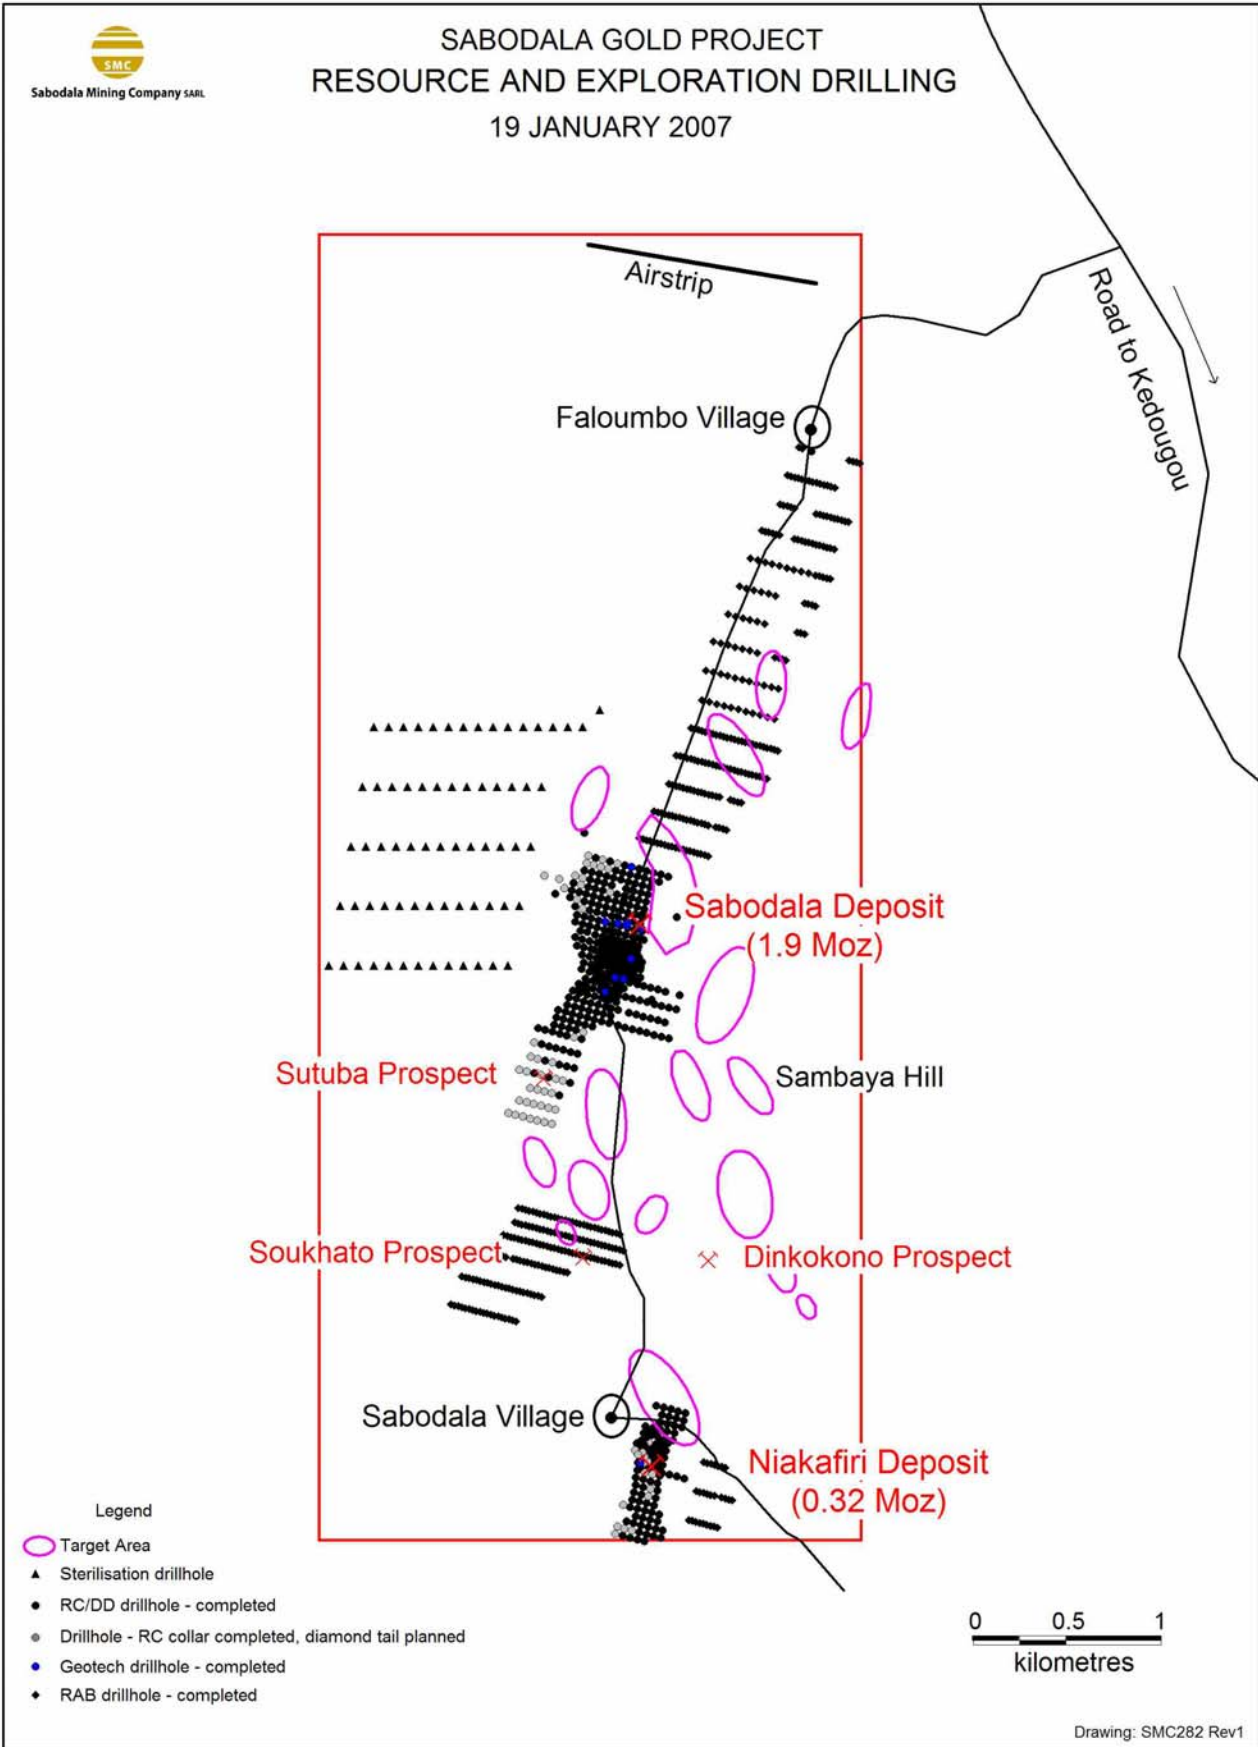 SMC
Sabodala Mining Company SARL
SABODALA GOLD PROJECT
RESOURCE AND EXPLORATION DRILLING
19 JANUARY 2007
Airstrip
Road to Kedougou
Faloumbo Village
Sabodala Deposit
(1.9 Moz)
Sutuba Prospect
Sambaya Hill
Soukhato Prospect
Dinkokono Prospect
Sabodala Village
Niakafiri Deposit
(0.32 Moz)
Legend
Target Area
Sterilisation drillhole
RC/DD drillhole - completed
Drillhole - RC collar completed, diamond tail planned
Geotech drillhole - completed
RAB drillhole - completed
0 0.5 1
kilometres
Drawing: SMC282 Rev1